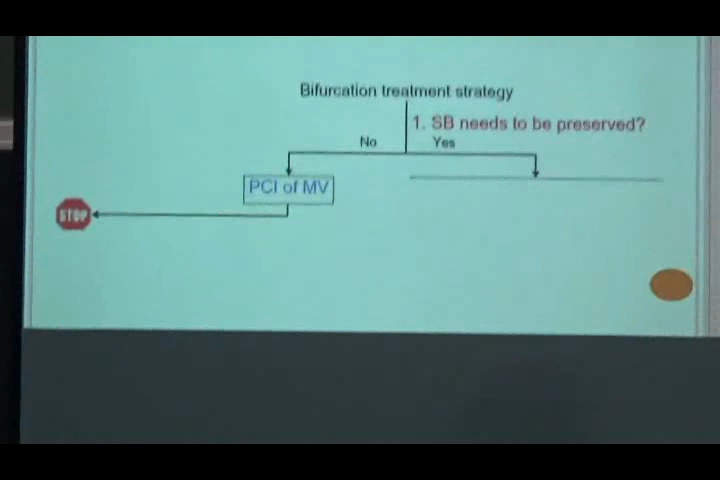 Bifurcation treatment strategy
1. SB needs to be preserved?
No
Yes
PCI of MV
STOP